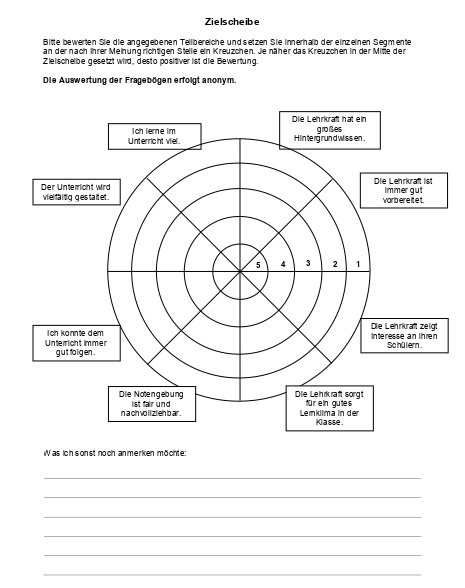 Zielscheibe
Bitte bewerten Sie die angegebenen Teilbereiche und setzen Sie innerhalb der einzelnen Segmente
an der nach Ihrer Meinung richtigen Stelle ein Kreuzchen. Je näher das Kreuzchen in der Mitte der
Zielscheibe gesetzt wird, desto positiver ist die Bewertung.
Die Auswertung der Fragebögen erfolgt anonym.
Ich lerne im
Unterricht viel.
Die Lehrkraft hat ein
großes
Hintergrundwissen.
Der Unterricht wird
vielfältig gestaltet.
Die Lehrkraft ist
immer gut
vorbereitet.
5 4 3 2 1
Ich konnte dem
Unterricht immer
gut folgen.
Die Lehrkraft zeigt
Interesse an ihren
Schülern.
Die Notengebung
ist fair und
nachvollziehbar.
Die Lehrkraft sorgt
für ein gutes
Lernklima in der
Klasse.
Was ich sonst noch anmerken möchte: